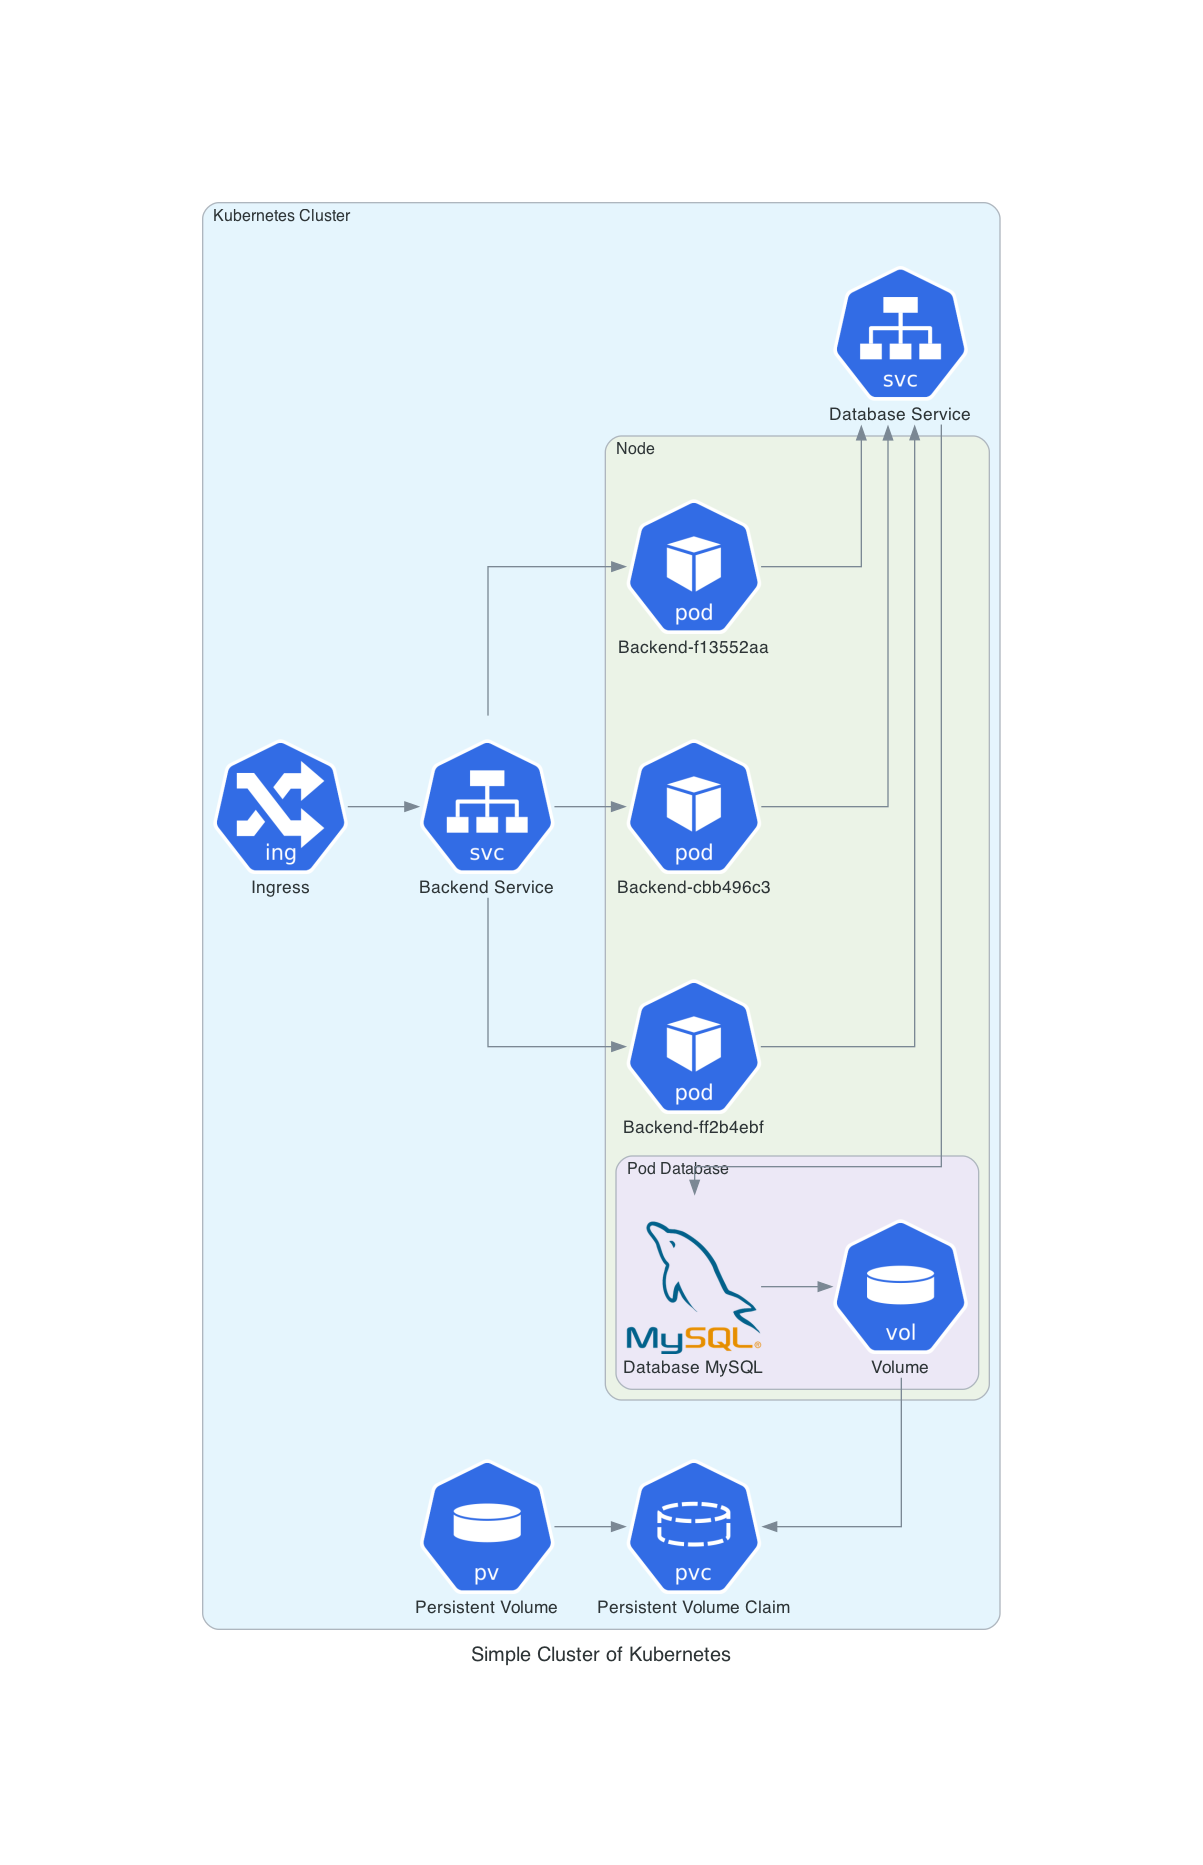 Kubernetes Cluster
svc
Database Service
Node
pod
Backend-f13552aa
ing
Ingress
svc
Backend Service
pod
Backend-cbb496c3
pod
Backend-ff2b4ebf
Pod Database
MySQL®
Database MySQL
vol
Volume
pv
Persistent Volume
pvc
Persistent Volume Claim
Simple Cluster of Kubernetes